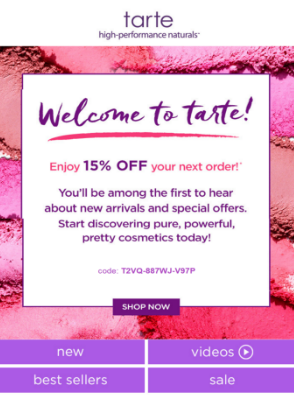 tarte
high-performance naturals™
Welcome to tarte!
Enjoy 15% OFF your next order!*
You'll be among the first to hear
about new arrivals and special offers.
Start discovering pure, powerful,
pretty cosmetics today!
code: T2VQ-887WJ-V97P
SHOP NOW
new
videos
best sellers
sale